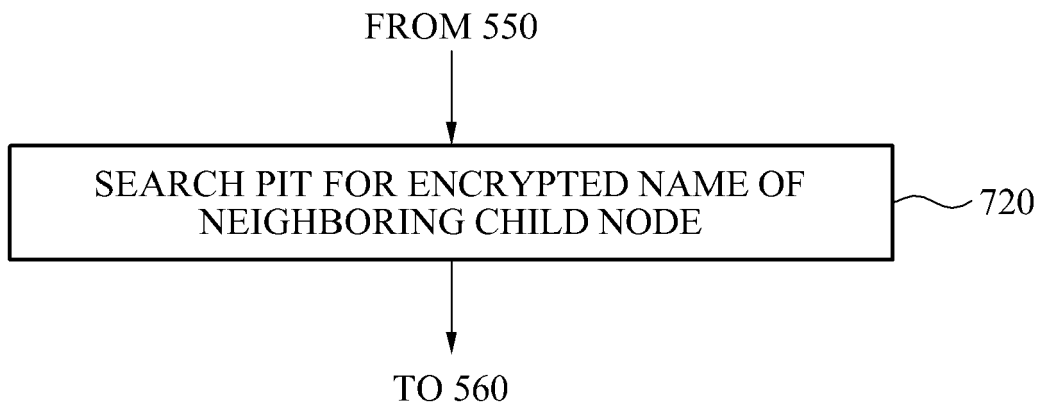 FROM 550
SEARCH PIT FOR ENCRYPTED NAME OF
NEIGHBORING CHILD NODE
720
TO 560